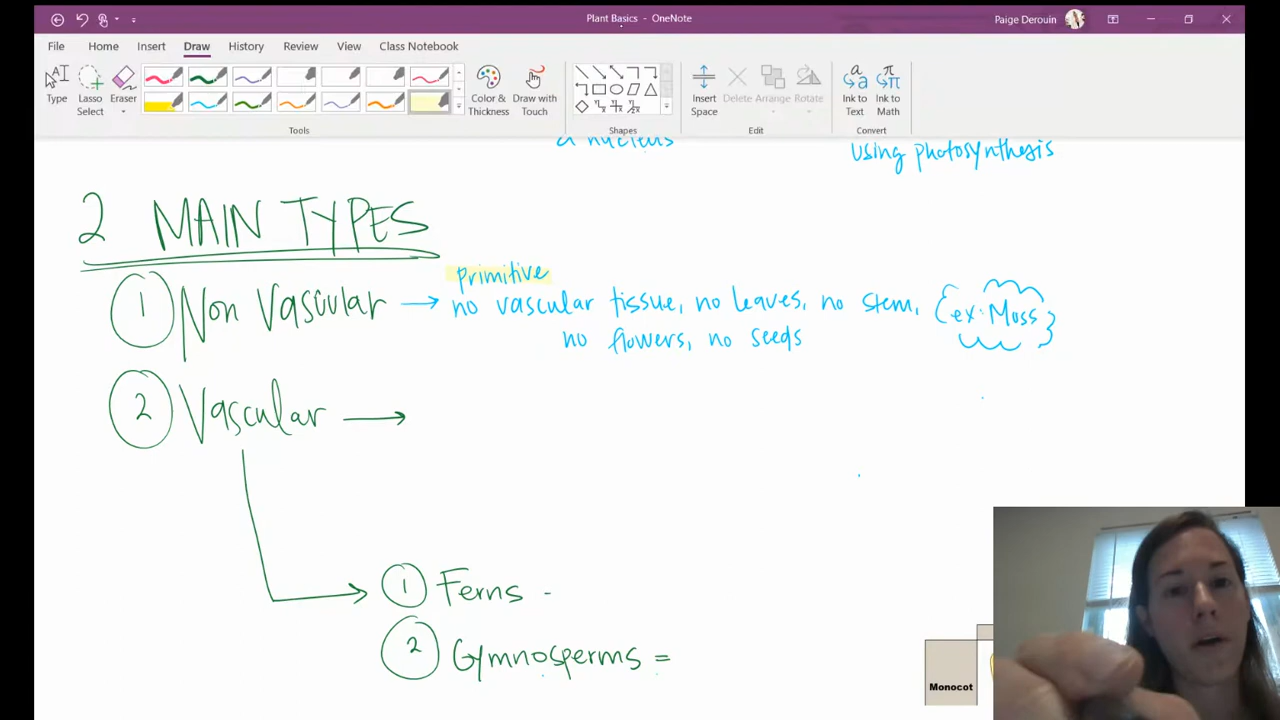 Plant Basics - OneNote
Paige Derouin
File Home Insert Draw History Review View Class Notebook
Type
Lasso Select
Eraser
Color & Thickness
Draw with Touch
Insert Space
Delete
Arrange
Rotate
Ink to Text
Ink to Math
Tools
Shapes
Edit
Convert
a nucleus
using photosynthesis
2 MAIN TYPES
primitive
1 Non Vascular → no vascular tissue, no leaves, no stem, {ex: Moss}
no flowers, no seeds
2 Vascular →
1 Ferns -
2 Gymnosperms =
Monocot